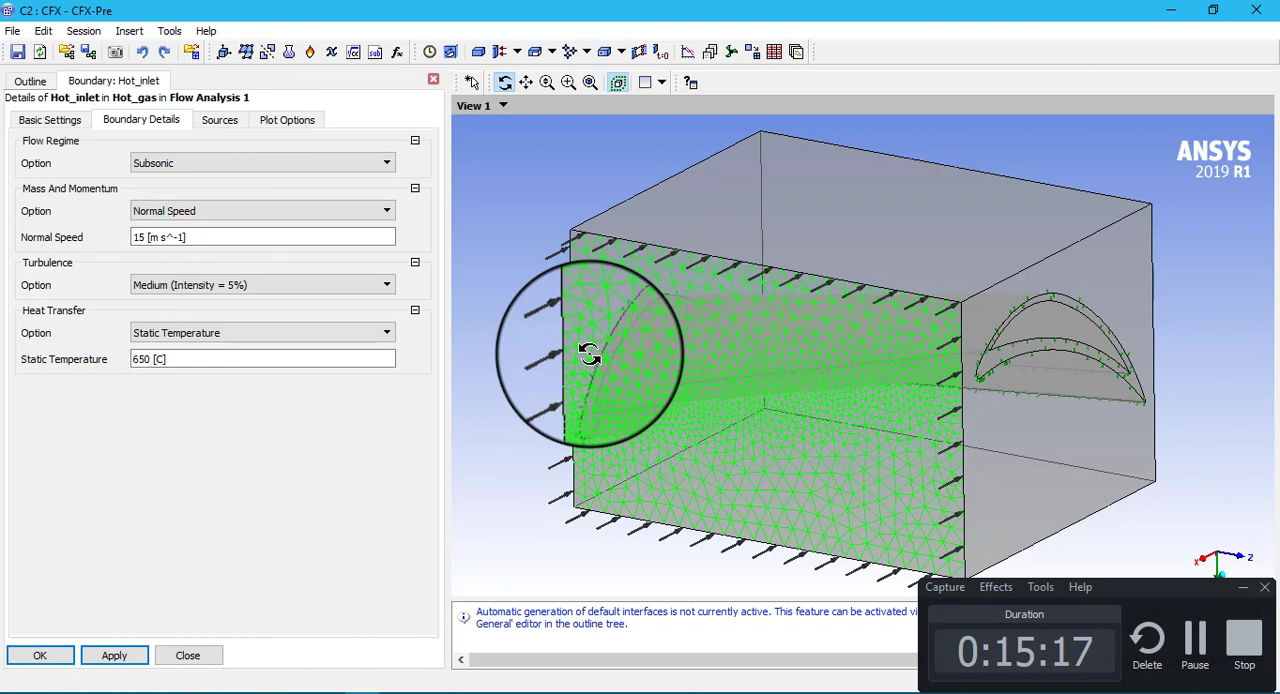 C2 : CFX - CFX-Pre
File Edit Session Insert Tools Help
Outline Boundary: Hot_inlet
Details of Hot_inlet in Hot_gas in Flow Analysis 1
Basic Settings Boundary Details Sources Plot Options
Flow Regime
Option Subsonic
Mass And Momentum
Option Normal Speed
Normal Speed 15 [m s^-1]
Turbulence
Option Medium (Intensity = 5%)
Heat Transfer
Option Static Temperature
Static Temperature 650 [C]
OK Apply Close
View 1
ANSYS
2019 R1
X Z
Automatic generation of default interfaces is not currently active. This feature can be activated vi
General' editor in the outline tree.
Capture Effects Tools Help
Duration
0:15:17
Delete Pause Stop